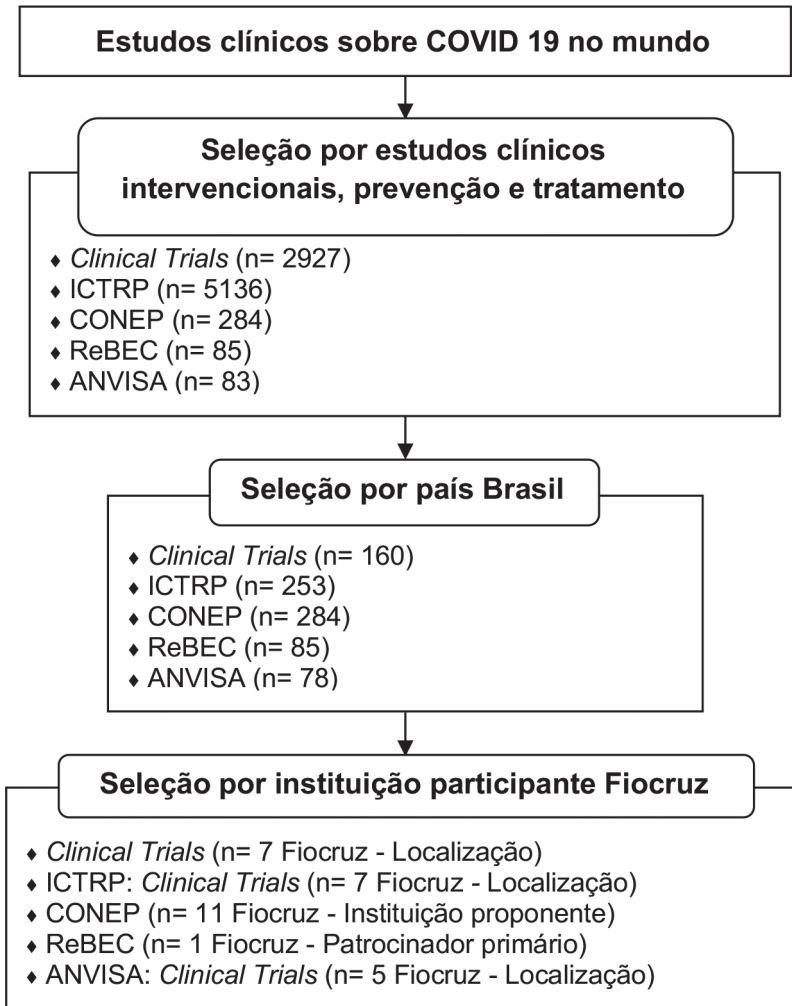 Estudos clínicos sobre COVID 19 no mundo
Seleção por estudos clínicos
intervencionais, prevenção e tratamento
♦ Clinical Trials (n= 2927)
♦ ICTRP (n= 5136)
♦ CONEP (n= 284)
♦ ReBEC (n= 85)
♦ ANVISA (n= 83)
Seleção por país Brasil
♦ Clinical Trials (n= 160)
♦ ICTRP (n= 253)
♦ CONEP (n= 284)
♦ ReBEC (n= 85)
♦ ANVISA (n= 78)
Seleção por instituição participante Fiocruz
♦ Clinical Trials (n= 7 Fiocruz - Localização)
♦ ICTRP: Clinical Trials (n= 7 Fiocruz - Localização)
♦ CONEP (n= 11 Fiocruz - Instituição proponente)
♦ ReBEC (n= 1 Fiocruz - Patrocinador primário)
♦ ANVISA: Clinical Trials (n= 5 Fiocruz - Localização)